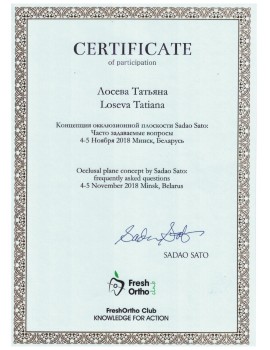 CERTIFICATE
of participation
Лосева Татьяна
Loseva Tatiana
Концепция окклюзионной плоскости Sadao Sato:
Часто задаваемые вопросы
4-5 Ноября 2018 Минск, Беларусь
Occlusal plane concept by Sadao Sato:
frequently asked questions
4-5 November 2018 Minsk, Belarus
Sadao Sato
SADAO SATO
Fresh
Ortho
FreshOrtho Club
KNOWLEDGE FOR ACTION